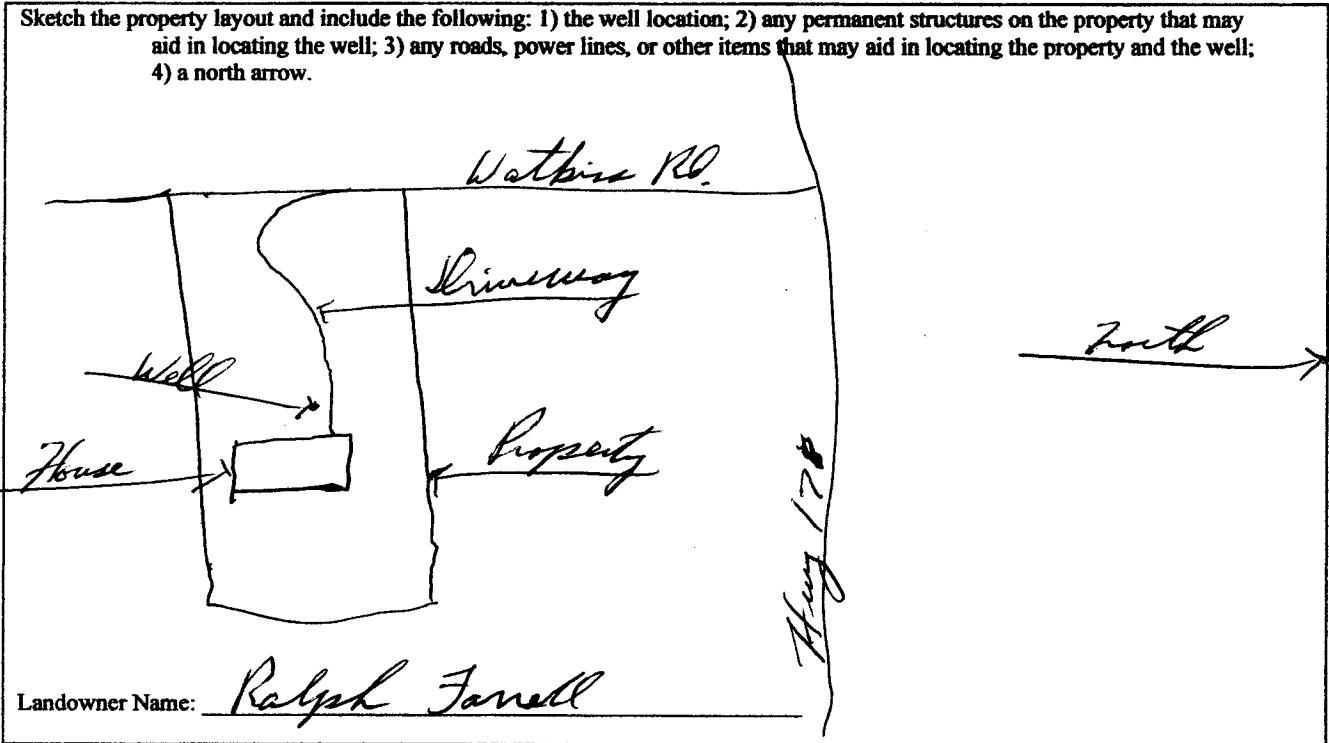 Sketch the property layout and include the following: 1) the well location; 2) any permanent structures on the property that may
aid in locating the well; 3) any roads, power lines, or other items that may aid in locating the property and the well;
4) a north arrow.
Watkins Rd.
Driveway
North
Well
House
Property
Hwy 178
Landowner Name: Ralph Farrell